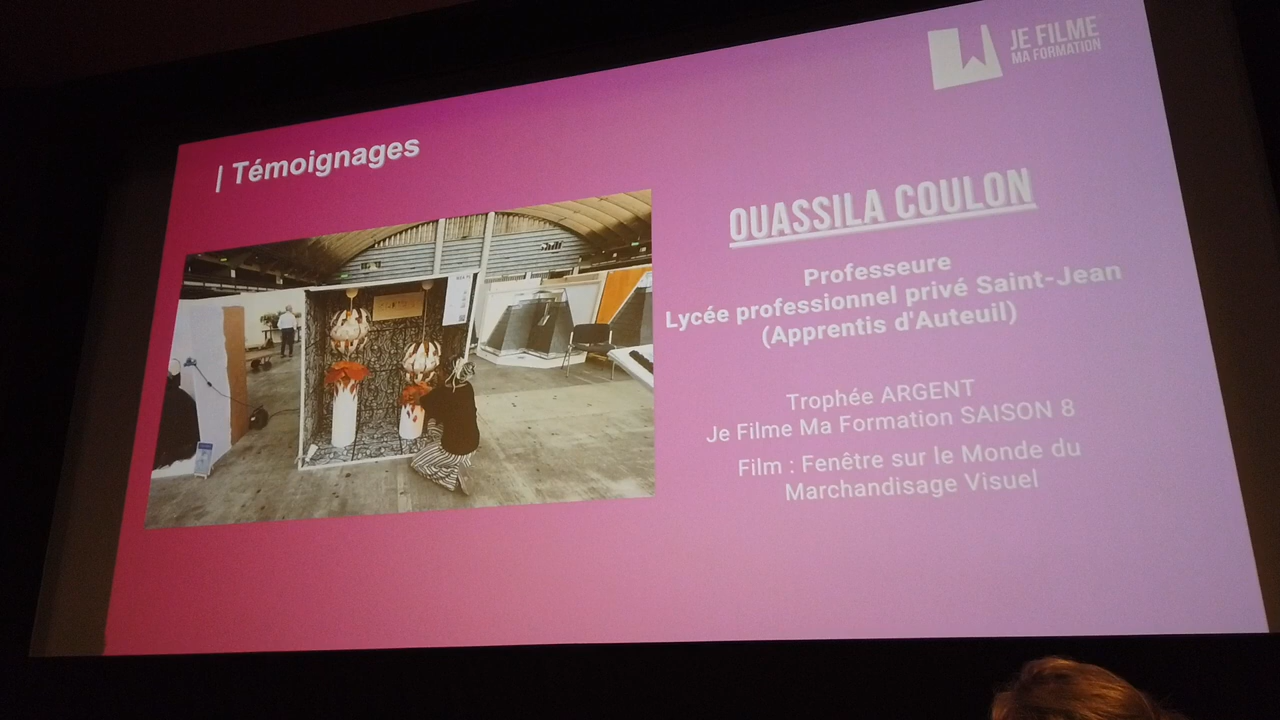 JE FILME
MA FORMATION
| Témoignages
OUASSILA COULON
Professeure
Lycée professionnel privé Saint-Jean
(Apprentis d'Auteuil)
Trophée ARGENT
Je Filme Ma Formation SAISON 8
Film : Fenêtre sur le Monde du
Marchandisage Visuel